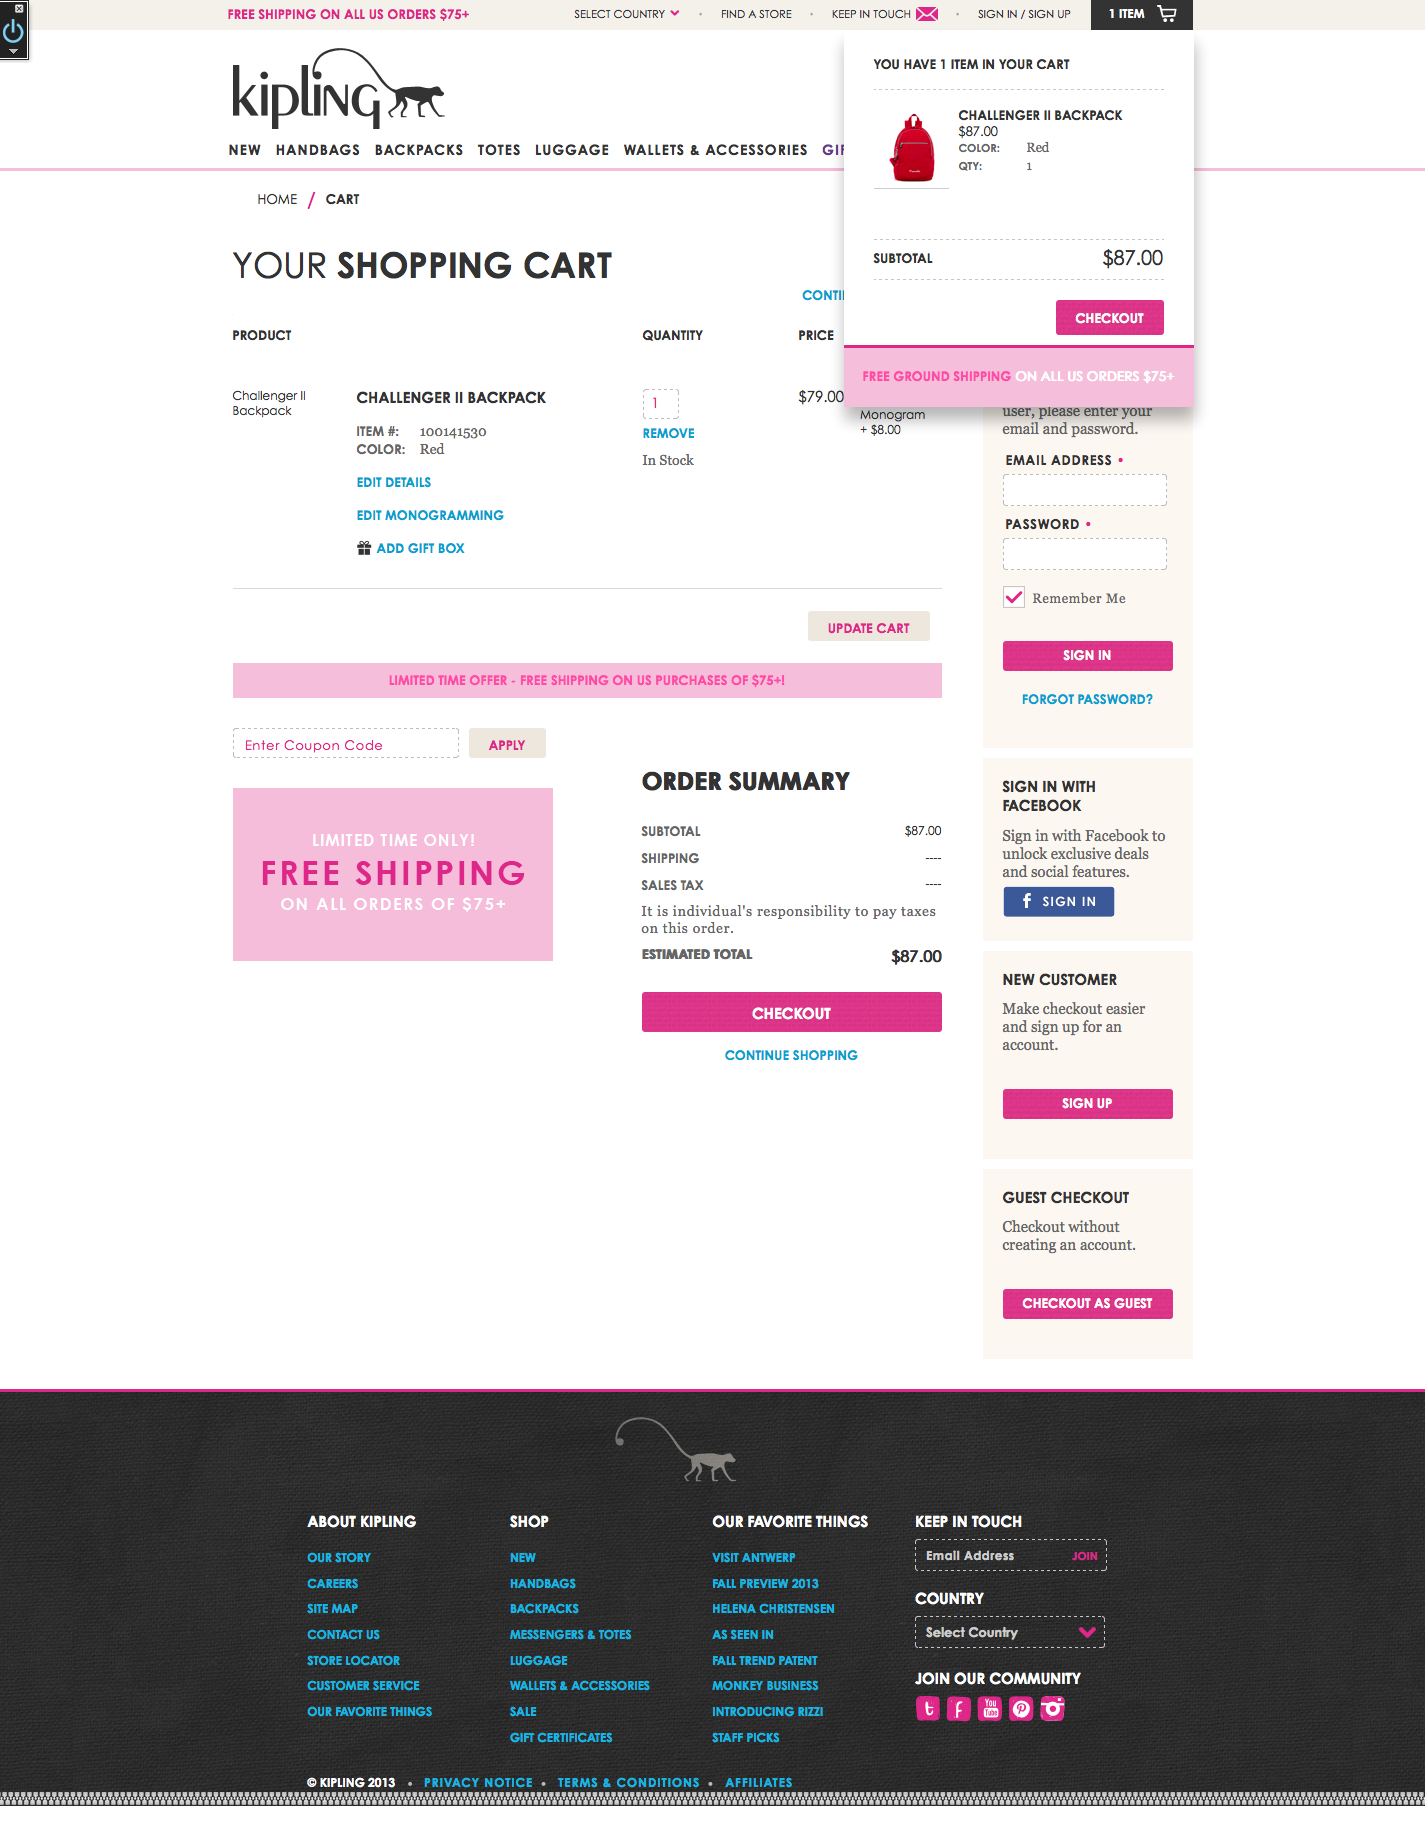 FREE SHIPPING ON ALL US ORDERS $75+
SELECT COUNTRY • FIND A STORE • KEEP IN TOUCH • SIGN IN / SIGN UP
1 ITEM
kipling
NEW HANDBAGS BACKPACKS TOTES LUGGAGE WALLETS & ACCESSORIES
YOU HAVE 1 ITEM IN YOUR CART
CHALLENGER II BACKPACK
$87.00
COLOR: Red
QTY: 1
SUBTOTAL $87.00
CHECKOUT
FREE GROUND SHIPPING ON ALL US ORDERS $75+
HOME / CART
YOUR SHOPPING CART
PRODUCT QUANTITY PRICE
Challenger II
Backpack
CHALLENGER II BACKPACK
ITEM #: 100141530
COLOR: Red
EDIT DETAILS
EDIT MONOGRAMMING
ADD GIFT BOX
1
REMOVE
In Stock
$79.00
Monogram
+ $8.00
UPDATE CART
LIMITED TIME OFFER - FREE SHIPPING ON US PURCHASES OF $75+!
Enter Coupon Code
APPLY
LIMITED TIME ONLY!
FREE SHIPPING
ON ALL ORDERS OF $75+
ORDER SUMMARY
SUBTOTAL $87.00
SHIPPING ----
SALES TAX ----
It is individual's responsibility to pay taxes
on this order.
ESTIMATED TOTAL $87.00
CHECKOUT
CONTINUE SHOPPING
user, please enter your
email and password.
EMAIL ADDRESS •
PASSWORD •
Remember Me
SIGN IN
FORGOT PASSWORD?
SIGN IN WITH
FACEBOOK
Sign in with Facebook to
unlock exclusive deals
and social features.
f SIGN IN
NEW CUSTOMER
Make checkout easier
and sign up for an
account.
SIGN UP
GUEST CHECKOUT
Checkout without
creating an account.
CHECKOUT AS GUEST
ABOUT KIPLING
OUR STORY
CAREERS
SITE MAP
CONTACT US
STORE LOCATOR
CUSTOMER SERVICE
OUR FAVORITE THINGS
SHOP
NEW
HANDBAGS
BACKPACKS
MESSENGERS & TOTES
LUGGAGE
WALLETS & ACCESSORIES
SALE
GIFT CERTIFICATES
OUR FAVORITE THINGS
VISIT ANTWERP
FALL PREVIEW 2013
HELENA CHRISTENSEN
AS SEEN IN
FALL TREND PATENT
MONKEY BUSINESS
INTRODUCING RIZZI
STAFF PICKS
KEEP IN TOUCH
Email Address JOIN
COUNTRY
Select Country
JOIN OUR COMMUNITY
t f You Tube
© KIPLING 2013 • PRIVACY NOTICE • TERMS & CONDITIONS • AFFILIATES